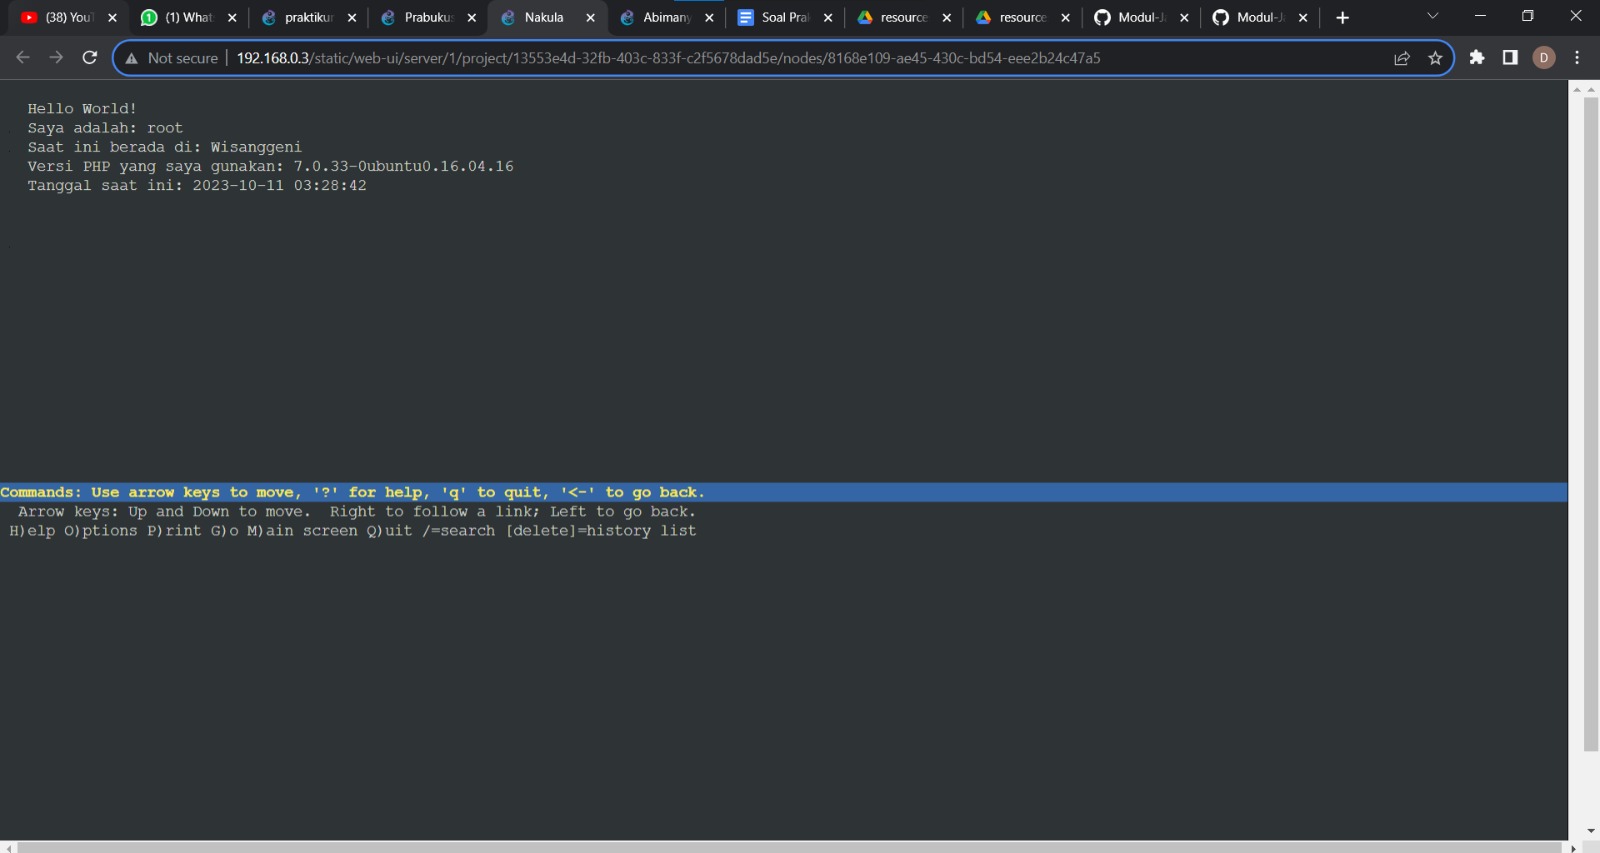 (38) YouT
(1) What
praktikur
Prabukus
Nakula
Abimany
Soal Pral
resource
resource
Modul-J
Modul-J
Not secure | 192.168.0.3/static/web-ui/server/1/project/13553e4d-32fb-403c-833f-c2f5678dad5e/nodes/8168e109-ae45-430c-bd54-eee2b24c47a5
D
Hello World!
Saya adalah: root
Saat ini berada di: Wisanggeni
Versi PHP yang saya gunakan: 7.0.33-0ubuntu0.16.04.16
Tanggal saat ini: 2023-10-11 03:28:42
Commands: Use arrow keys to move, '?' for help, 'q' to quit, '<-' to go back.
Arrow keys: Up and Down to move. Right to follow a link; Left to go back.
H)elp O)ptions P)rint G)o M)ain screen Q)uit /=search [delete]=history list